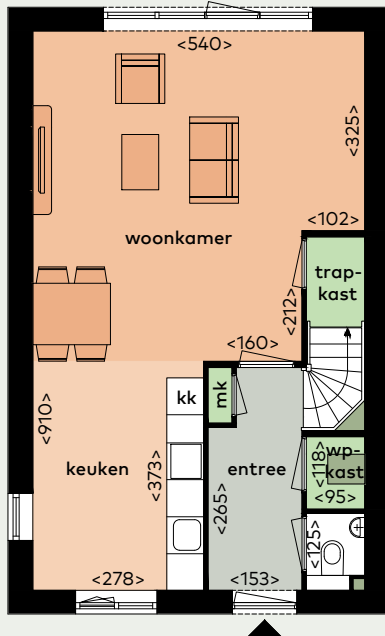 <540>
<325>
<102>
woonkamer
trap-
kast
<212>
<160>
mk
kk
<910>
<373>
keuken
entree
<265>
<118>
wp-
kast
<95>
<125>
<278>
<153>